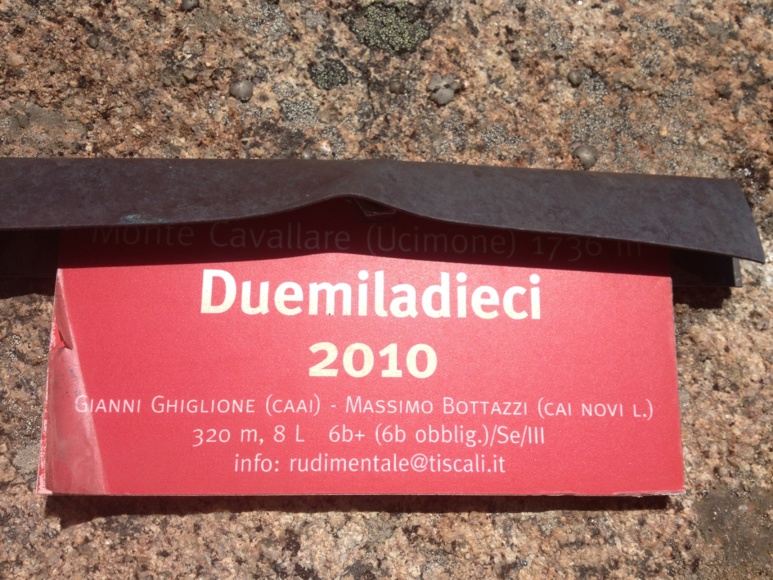 Monte Cavallare (Ucimone) 1736 m
Duemiladieci
2010
Gianni Ghiglione (CAAI) - Massimo Bottazzi (CAI NOVI L.)
320 m, 8 L 6b+ (6b obblig.)/Se/III
info: rudimentale@tiscali.it